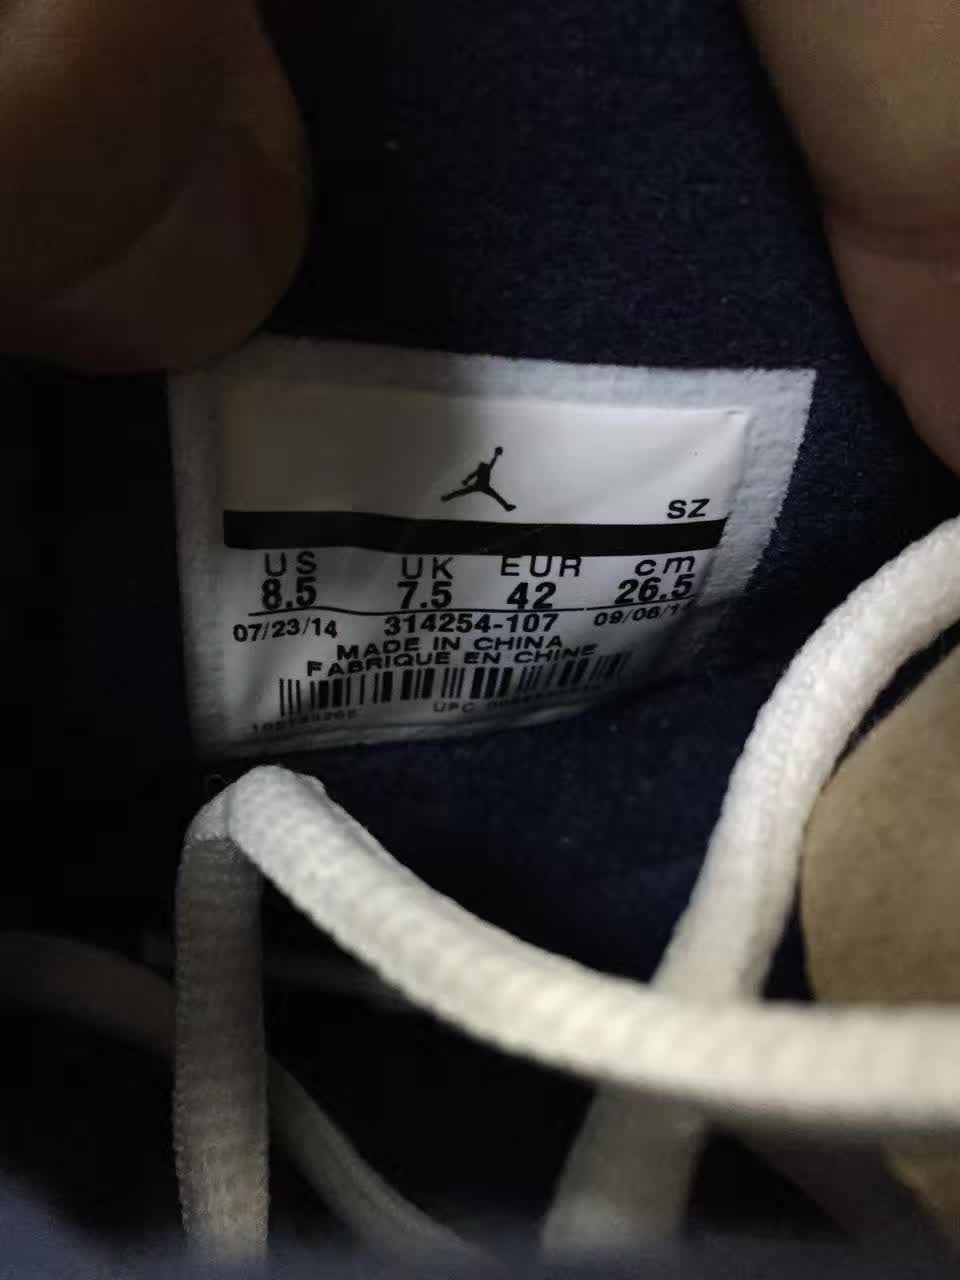 SZ
US UK EUR cm
8.5 7.5 42 26.5
07/23/14 314254-107
MADE IN CHINA
FABRIQUE EN CHINE
UPC